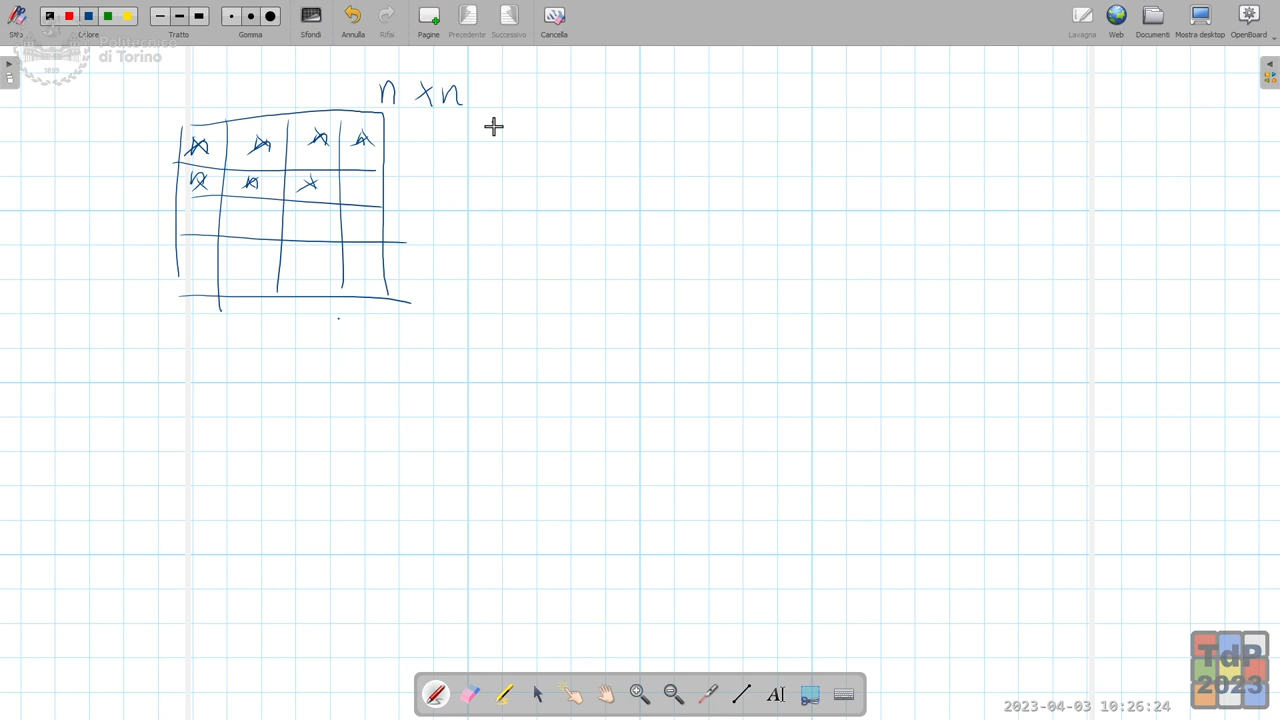 Stilo Colore Tratto Gomma Sfondi Annulla Rifai Pagine Precedente Successivo Cancella Lavagna Web Documenti Mostra desktop OpenBoard
Politecnico
di Torino
1859
n × n
TdP
2023
2023-04-03 10:26:24